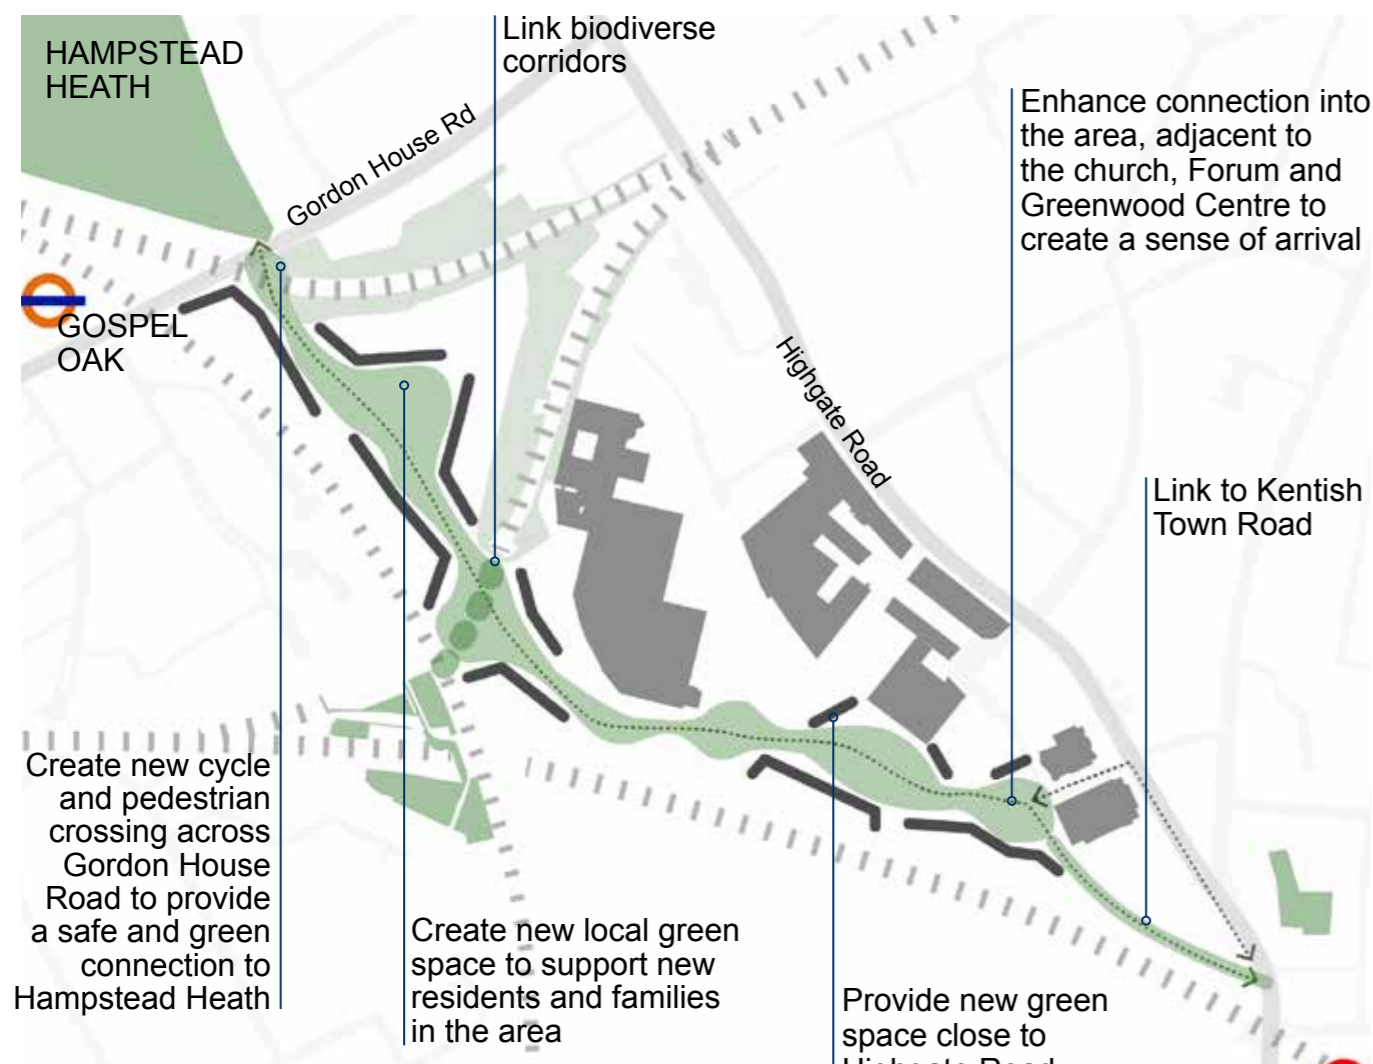 HAMPSTEAD
HEATH
Link biodiverse
corridors
Enhance connection into
the area, adjacent to
the church, Forum and
Greenwood Centre to
create a sense of arrival
Gordon House Rd
GOSPEL
OAK
Highgate Road
Link to Kentish
Town Road
Create new cycle
and pedestrian
crossing across
Gordon House
Road to provide
a safe and green
connection to
Hampstead Heath
Create new local green
space to support new
residents and families
in the area
Provide new green
space close to
Highgate Road